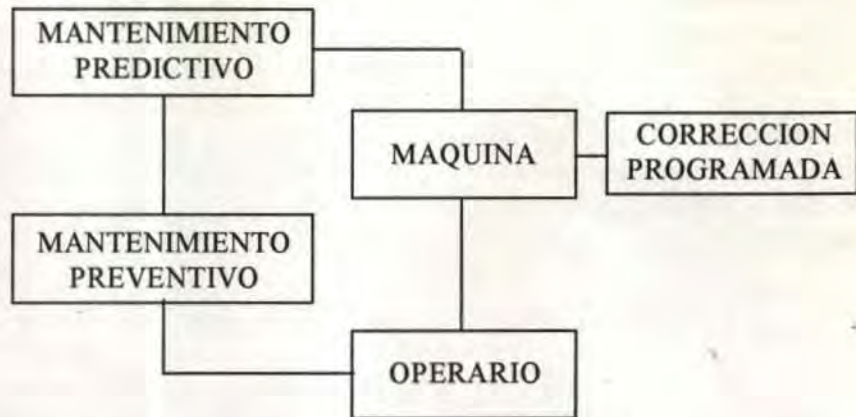 MANTENIMIENTO
PREDICTIVO
MAQUINA
CORRECCION
PROGRAMADA
MANTENIMIENTO
PREVENTIVO
OPERARIO